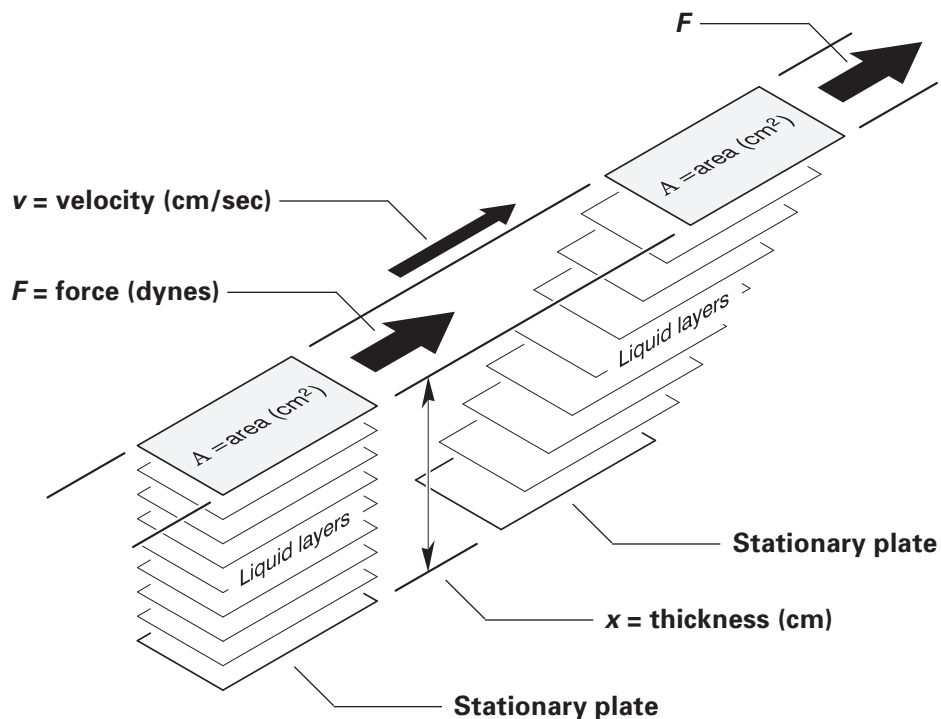 F
A =area (cm²)
v = velocity (cm/sec)
F = force (dynes)
Liquid layers
A =area (cm²)
Liquid layers
Stationary plate
x = thickness (cm)
Stationary plate